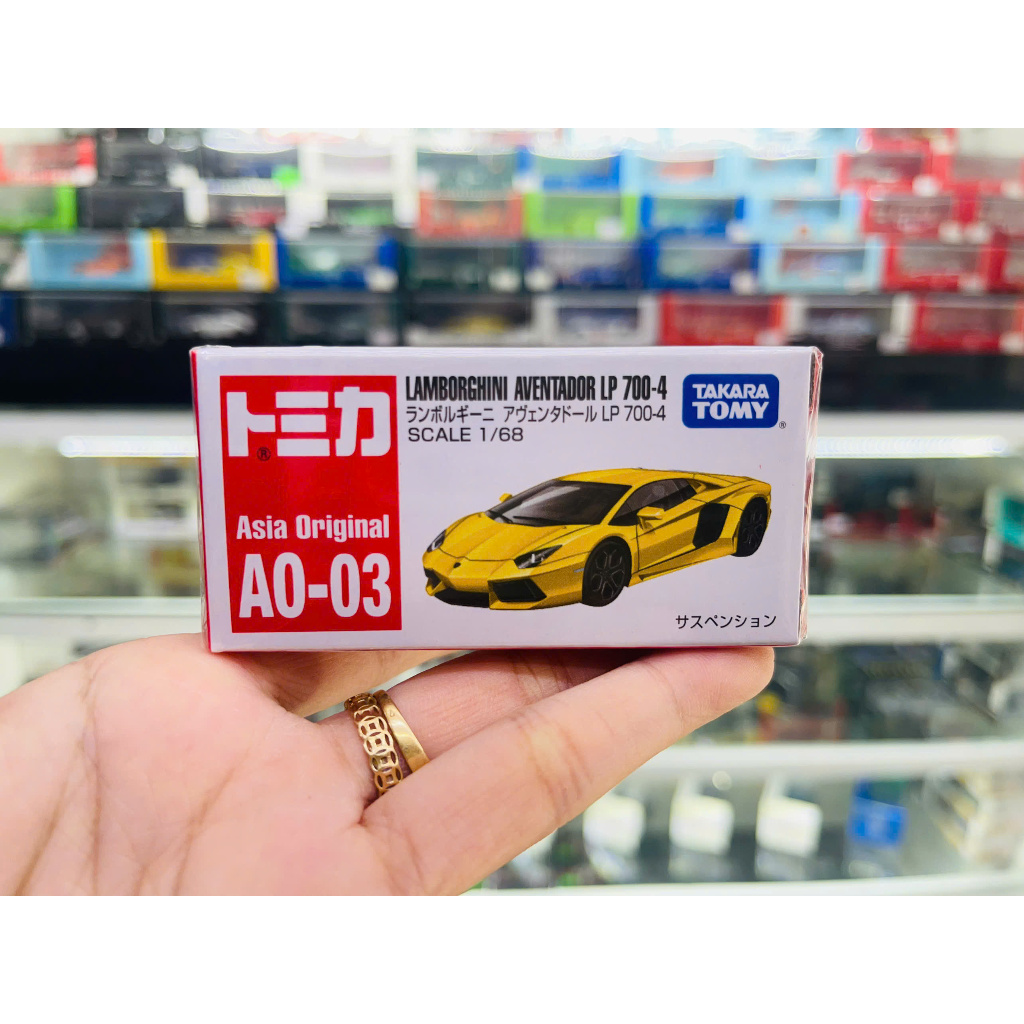 トミカ
®
Asia Original
AO-03
LAMBORGHINI AVENTADOR LP 700-4
ランボルギーニ アヴェンタドール LP 700-4
SCALE 1/68
TAKARA
TOMY
®
サスペンション